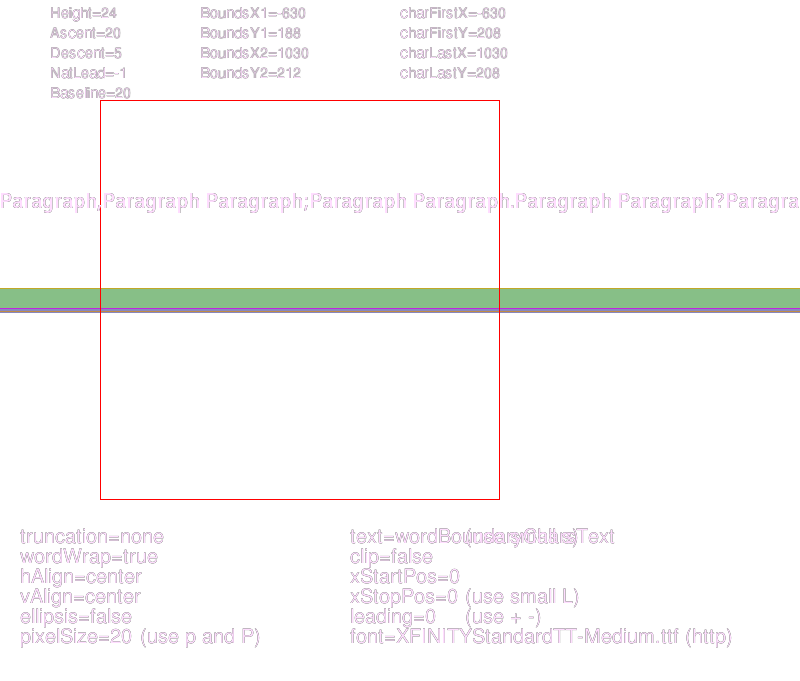 Height=24 BoundsX1=-630 charFirstX=-630
Ascent=20 BoundsY1=188 charFirstY=208
Descent=5 BoundsX2=1030 charLastX=1030
NatLead=-1 BoundsY2=212 charLastY=208
Baseline=20
Paragraph,Paragraph Paragraph;Paragraph Paragraph.Paragraph Paragraph?Paragra
truncation=none text=wordBoundaryCharsText
wordWrap=true clip=false
hAlign=center xStartPos=0
vAlign=center xStopPos=0 (use small L)
ellipsis=false leading=0 (use + -)
pixelSize=20 (use p and P) font=XFINITYStandardTT-Medium.ttf (http)